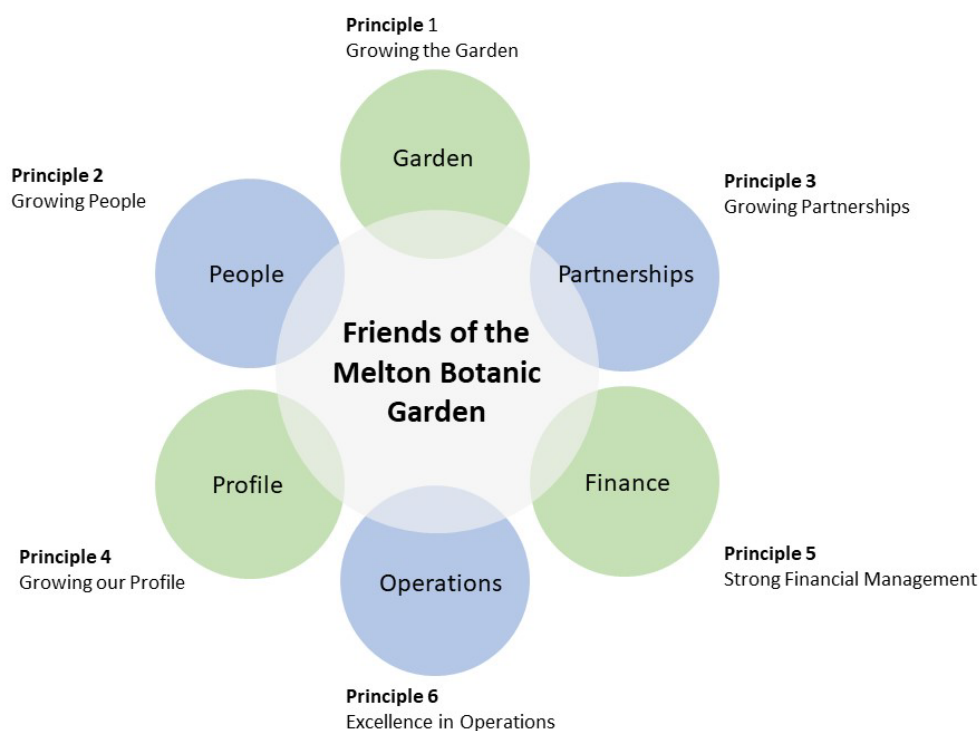 Principle 1
Growing the Garden
Garden
Principle 2
Growing People
People
Principle 3
Growing Partnerships
Partnerships
Friends of the
Melton Botanic
Garden
Profile
Principle 4
Growing our Profile
Finance
Principle 5
Strong Financial Management
Operations
Principle 6
Excellence in Operations